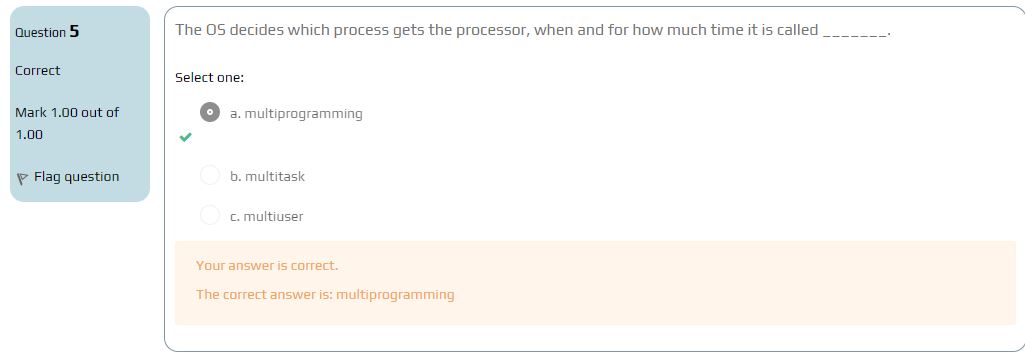 Question 5
Correct
Mark 1.00 out of
1.00
Flag question
The OS decides which process gets the processor, when and for how much time it is called _______.
Select one:
a. multiprogramming
b. multitask
c. multiuser
Your answer is correct.
The correct answer is: multiprogramming